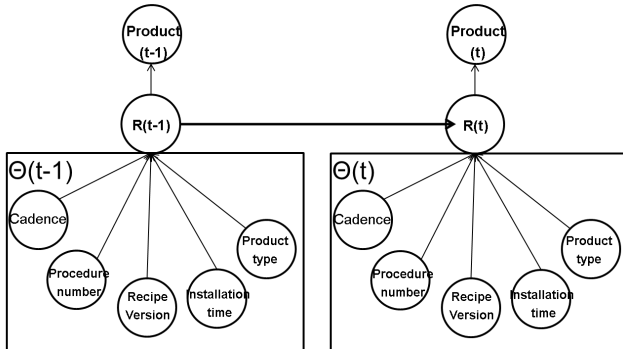 Product
(t-1)
Product
(t)
R(t-1)
R(t)
Θ(t-1)
Cadence
Procedure
number
Recipe
Version
Installation
time
Product
type
Θ(t)
Cadence
Procedure
number
Recipe
Version
Installation
time
Product
type